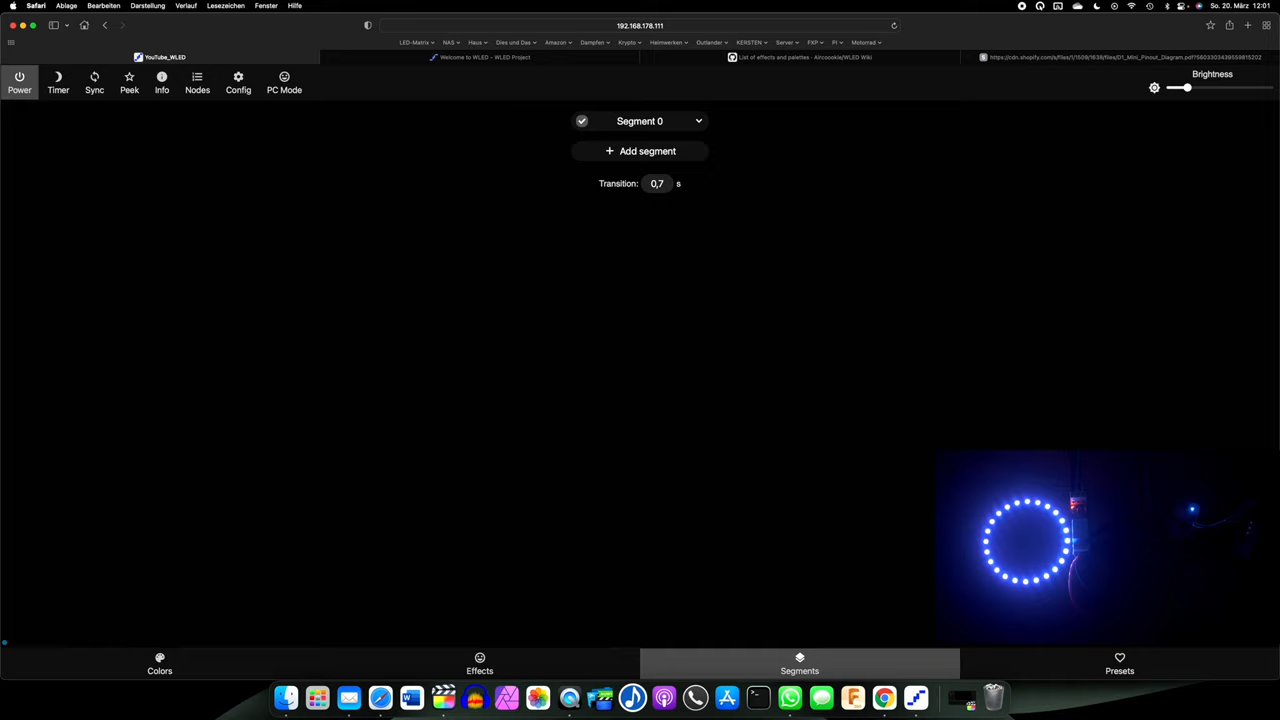 Safari Ablage Bearbeiten Darstellung Verlauf Lesezeichen Fenster Hilfe So. 20. März 12:01
192.168.178.111
LED-Matrix NAS Haus Dies und Das Amazon Dampfen Krypto Heimwerken Outlander KERSTEN Server FXP PI Motorrad
YouTube_WLED Welcome to WLED - WLED Project List of effects and palettes · Aircoookie/WLED Wiki
Power Timer Sync Peek Info Nodes Config PC Mode Brightness
Segment 0
+ Add segment
Transition: 0,7 s
Colors Effects Segments Presets